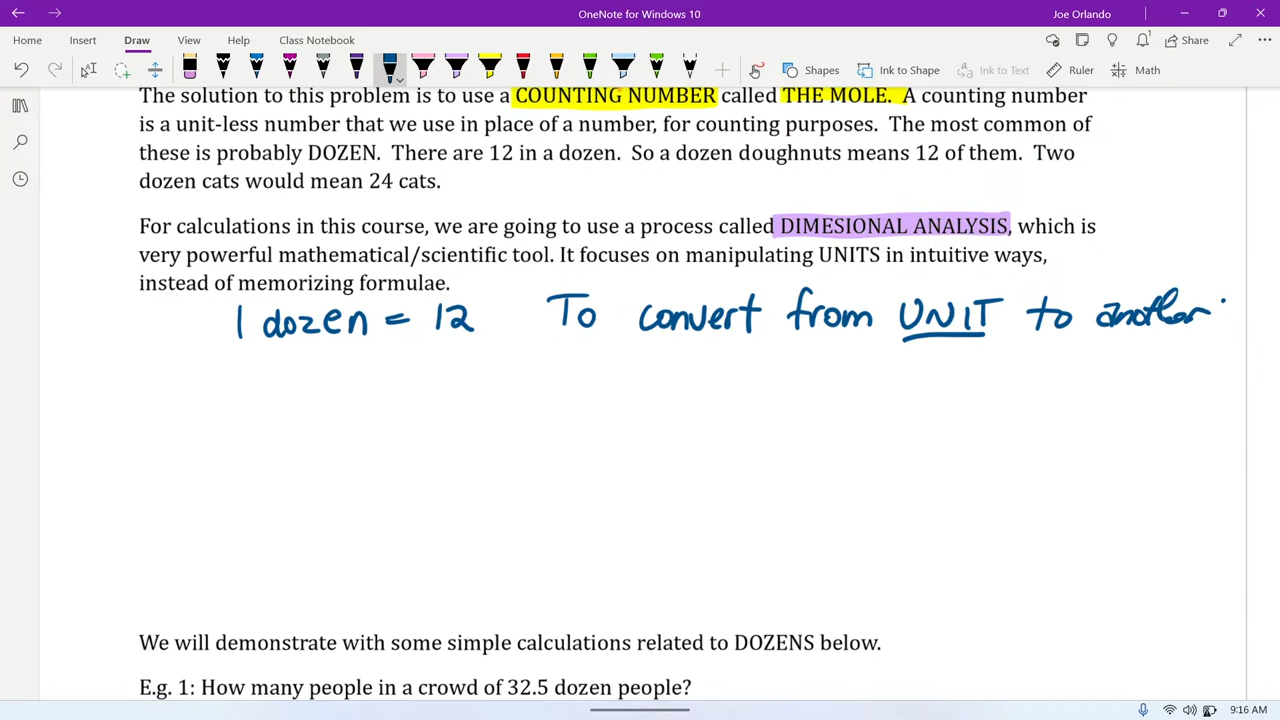 OneNote for Windows 10
Joe Orlando
Home Insert Draw View Help Class Notebook
Share
Shapes Ink to Shape Ink to Text Ruler Math
The solution to this problem is to use a COUNTING NUMBER called THE MOLE. A counting number
is a unit-less number that we use in place of a number, for counting purposes. The most common of
these is probably DOZEN. There are 12 in a dozen. So a dozen doughnuts means 12 of them. Two
dozen cats would mean 24 cats.
For calculations in this course, we are going to use a process called DIMESIONAL ANALYSIS, which is
very powerful mathematical/scientific tool. It focuses on manipulating UNITS in intuitive ways,
instead of memorizing formulae.
1 dozen = 12 To convert from UNIT to another
We will demonstrate with some simple calculations related to DOZENS below.
E.g. 1: How many people in a crowd of 32.5 dozen people?
9:16 AM